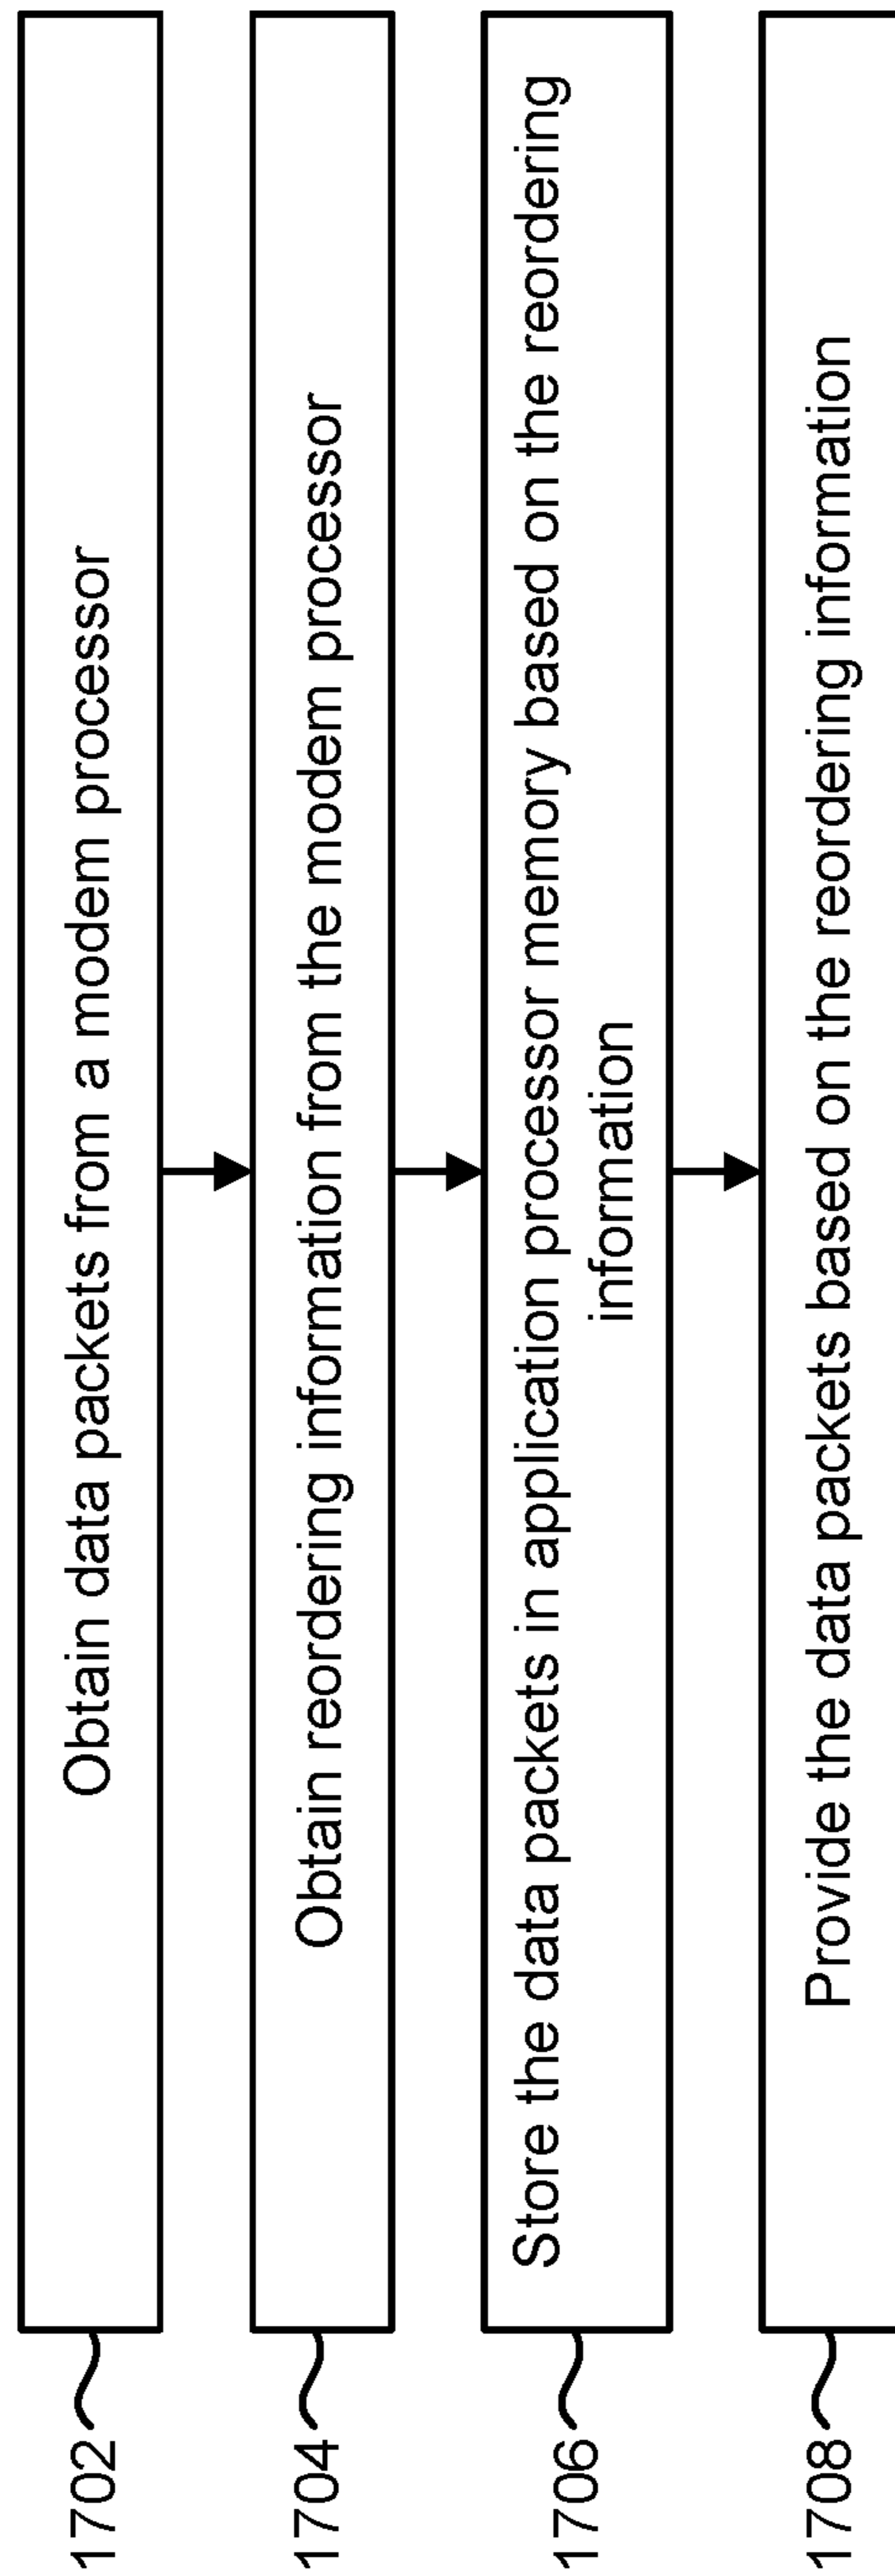 1702
Obtain data packets from a modem processor
1704
Obtain reordering information from the modem processor
1706
Store the data packets in application processor memory based on the reordering
information
1708
Provide the data packets based on the reordering information